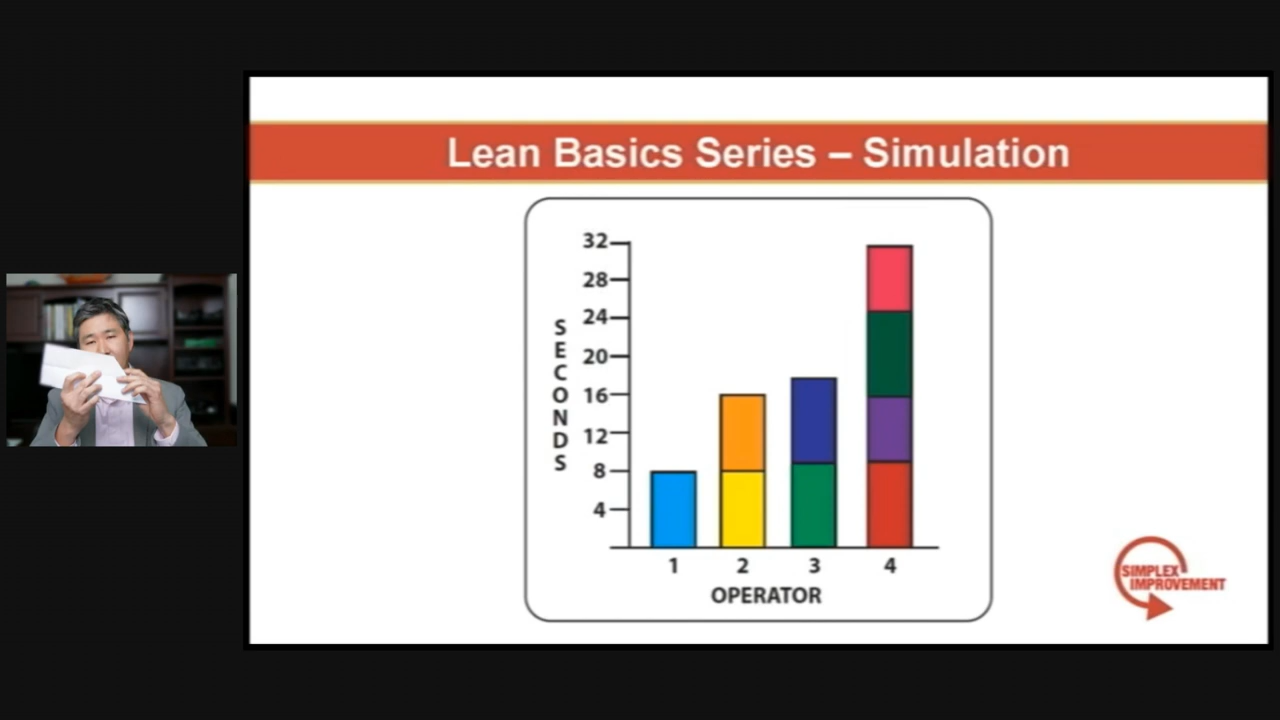 Lean Basics Series – Simulation
32
28
24
20
16
12
8
4
SECONDS
1 2 3 4
OPERATOR
SIMPLEX
IMPROVEMENT